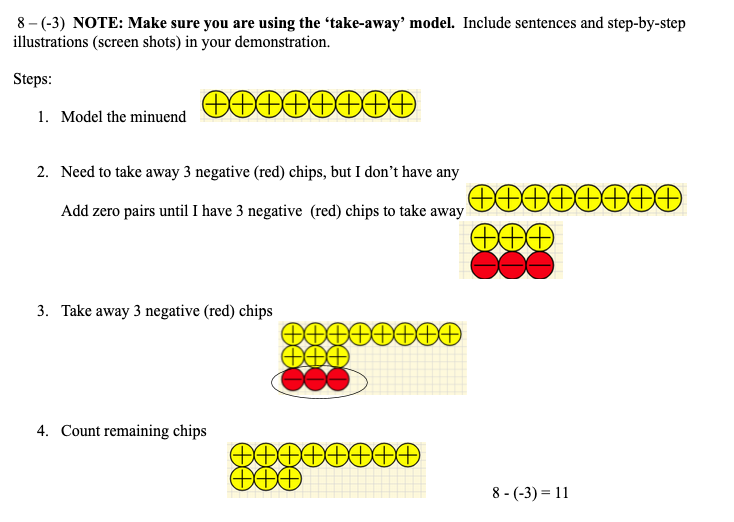 8 – (-3) NOTE: Make sure you are using the ‘take-away’ model. Include sentences and step-by-step
illustrations (screen shots) in your demonstration.
Steps:
1. Model the minuend
2. Need to take away 3 negative (red) chips, but I don’t have any
Add zero pairs until I have 3 negative (red) chips to take away
3. Take away 3 negative (red) chips
4. Count remaining chips
8 - (-3) = 11